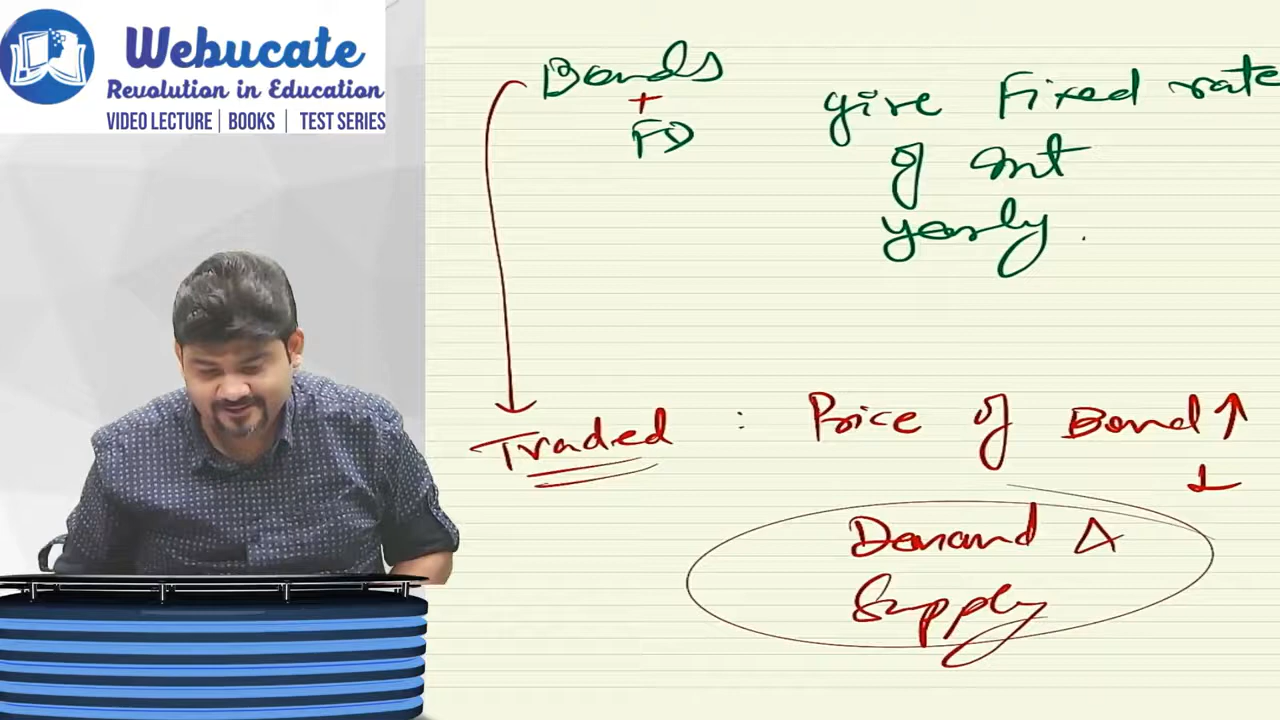 Webucate
Revolution in Education
VIDEO LECTURE | BOOKS | TEST SERIES
Bonds
+
FD
give Fixed rate
of Int
yearly.
Traded : Price of Bond ↑
↓
Demand &
Supply